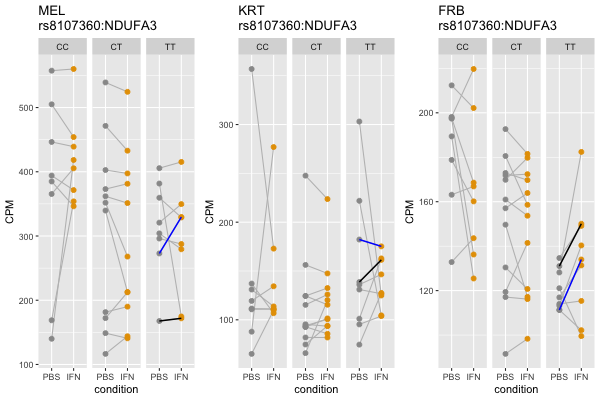 MEL
rs8107360:NDUFA3
CC CT TT
CPM
500
400
300
200
100
PBS IFN PBS IFN PBS IFN
condition
KRT
rs8107360:NDUFA3
CC CT TT
CPM
300
200
100
PBS IFN PBS IFN PBS IFN
condition
FRB
rs8107360:NDUFA3
CC CT TT
CPM
200
160
120
PBS IFN PBS IFN PBS IFN
condition